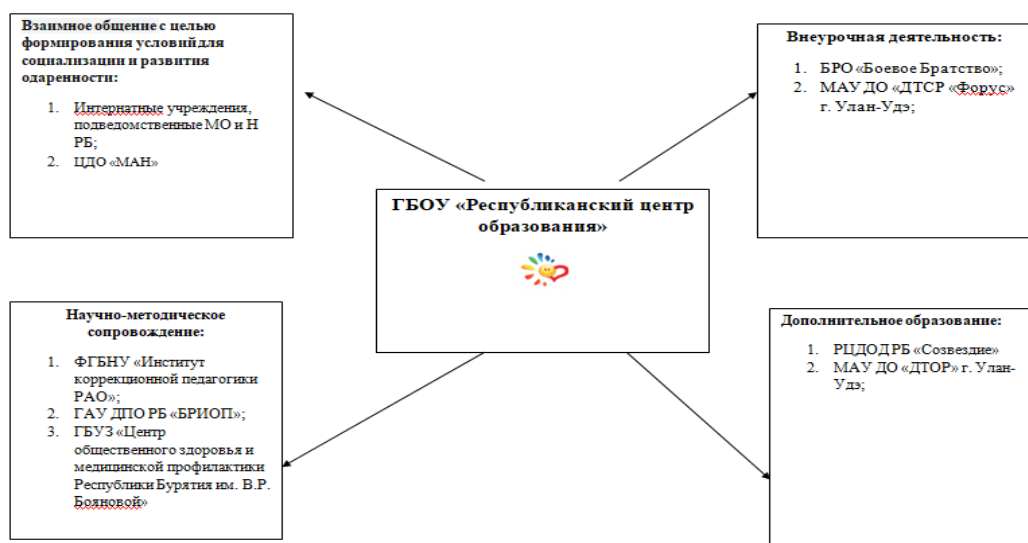 Взаимное общение с целью
формирования условий для
социализации и развития
одаренности:
1. Интернатные учреждения,
подведомственные МО и Н
РБ;
2. ЦДО «МАН»
Внеурочная деятельность:
1. БРО «Боевое Братство»;
2. МАУ ДО «ДТСР «Форус»
г. Улан-Удэ;
ГБОУ «Республиканский центр
образования»
Научно-методическое
сопровождение:
1. ФГБНУ «Институт
коррекционной педагогики
РАО»;
2. ГАУ ДПО РБ «БРИОП»;
3. ГБУЗ «Центр
общественного здоровья и
медицинской профилактики
Республики Бурятия им. В.Р.
Бояновой»
Дополнительное образование:
1. РЦДОД РБ «Созвездие»
2. МАУ ДО «ДТОР» г. Улан-
Удэ;